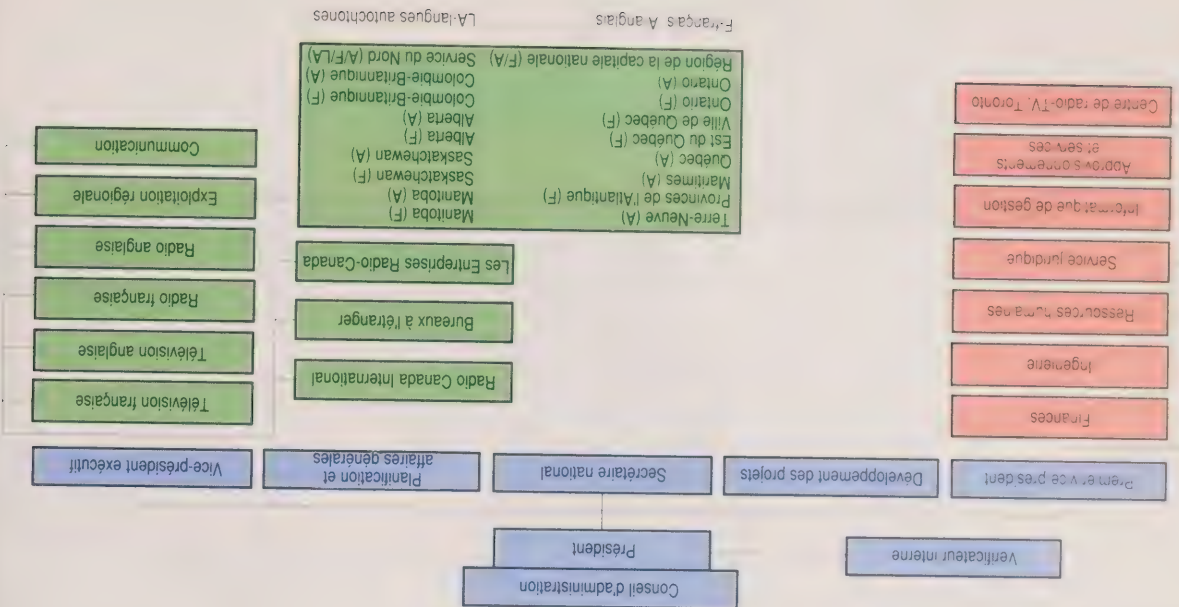 Conseil d'administration
Président
Vérificateur interne
Premier vice-président
Développement des projets
Secrétaire national
Planification et
affaires générales
Vice-président exécutif
Finances
Ingénierie
Ressources humaines
Service juridique
Informatique de gestion
Approvisionnements
et services
Centre de radio-TV, Toronto
Radio Canada International
Bureaux à l'étranger
Les Entreprises Radio-Canada
Télévision française
Télévision anglaise
Radio française
Radio anglaise
Exploitation régionale
Communication
Terre-Neuve (A)
Provinces de l'Atlantique (F)
Maritimes (A)
Québec (A)
Est du Québec (F)
Ville de Québec (F)
Ontario (F)
Ontario (A)
Région de la capitale nationale (F/A)
Manitoba (F)
Manitoba (A)
Saskatchewan (F)
Saskatchewan (A)
Alberta (F)
Alberta (A)
Colombie-Britannique (F)
Colombie-Britannique (A)
Service du Nord (A/F/LA)
F-français A anglais
LA-langues autochtones